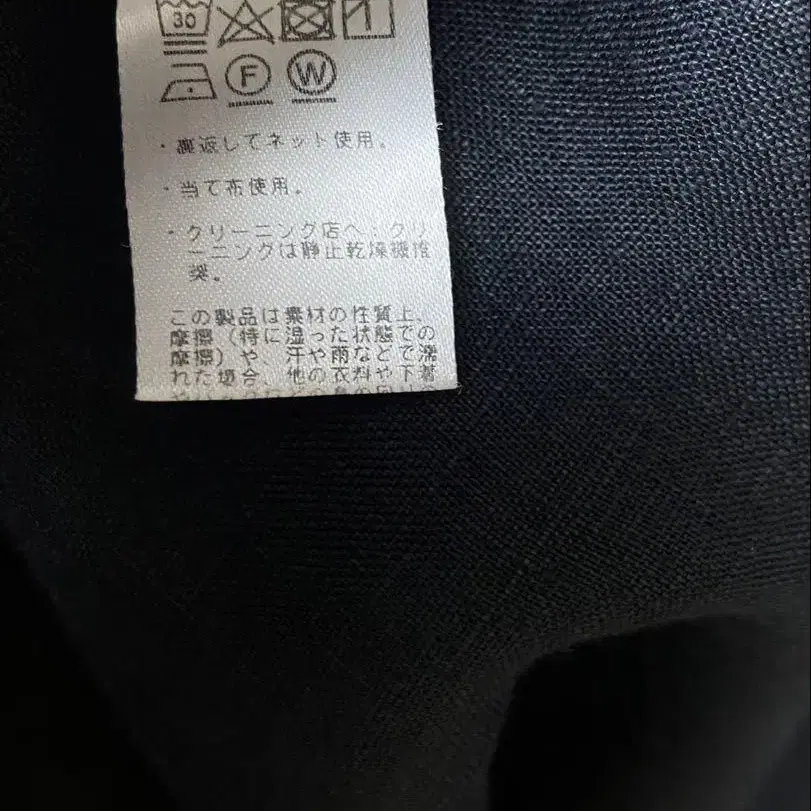 30
F W
・裏返してネット使用。
・当て布使用。
・クリーニング店へ:クリ
ーニングは静止乾燥機推
奨。
この製品は素材の性質上、
摩擦(特に湿った状態での
摩擦)や、汗や雨などで濡
れた場合、他の衣料や下着